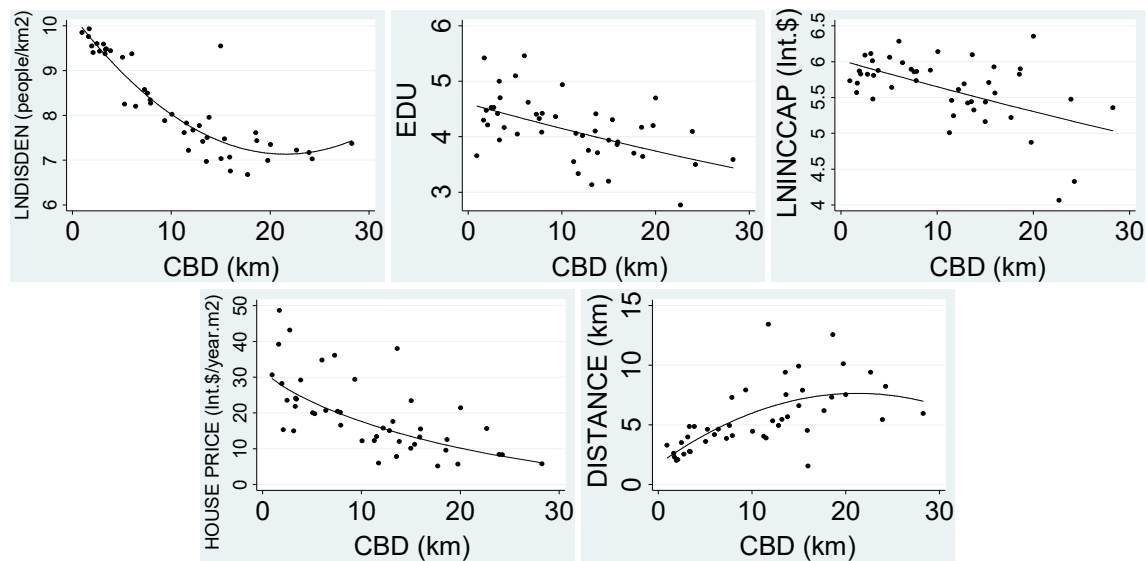 LNDISDEN (people/km2)
10
9
8
7
6
0 10 20 30
CBD (km)
EDU
6
5
4
3
0 10 20 30
CBD (km)
LNINCCAP (Int.$)
6.5
6
5.5
5
4.5
4
0 10 20 30
CBD (km)
HOUSE PRICE (Int.$/year.m2)
50
40
30
20
10
0
0 10 20 30
CBD (km)
DISTANCE (km)
15
10
5
0
0 10 20 30
CBD (km)